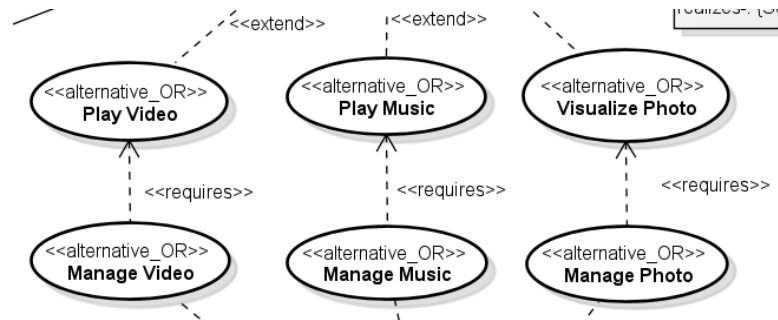 <<extend>>
<<extend>>
<<alternative_OR>>
Play Video
<<alternative_OR>>
Play Music
<<alternative_OR>>
Visualize Photo
<<requires>>
<<requires>>
<<requires>>
<<alternative_OR>>
Manage Video
<<alternative_OR>>
Manage Music
<<alternative_OR>>
Manage Photo